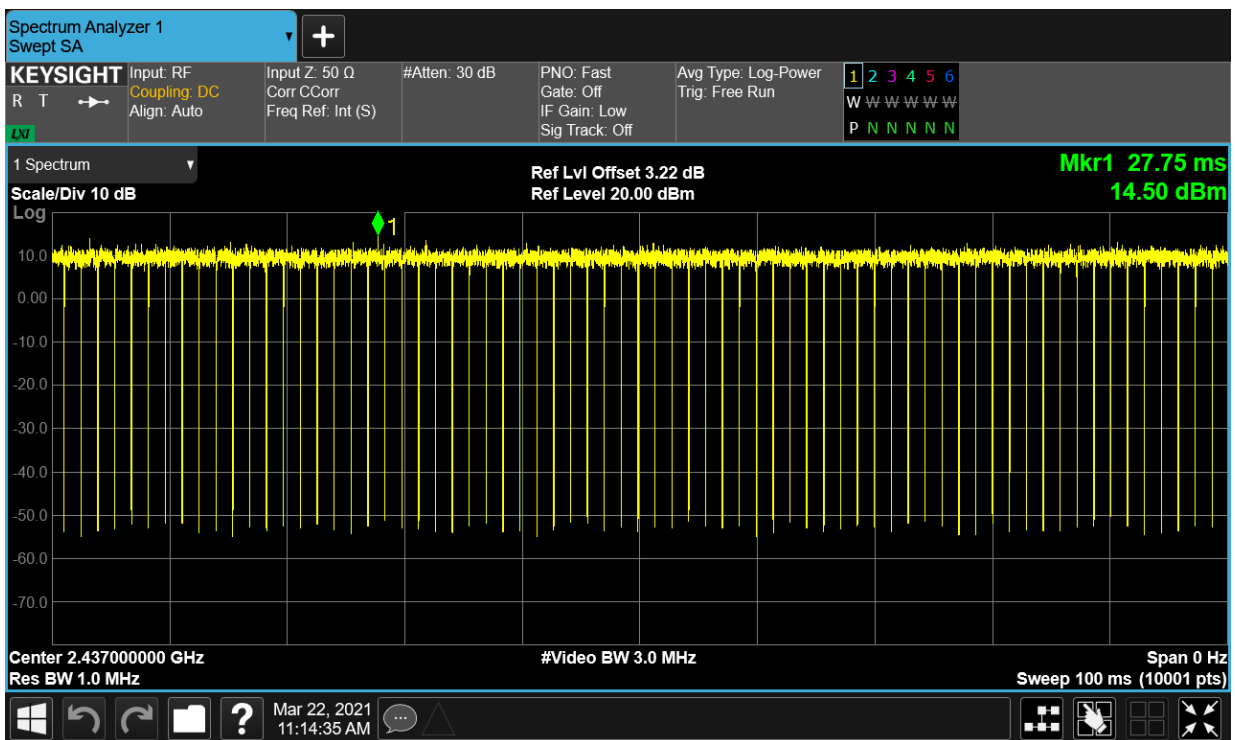 Spectrum Analyzer 1
Swept SA
KEYSIGHT
R T
LXI
Input: RF
Coupling: DC
Align: Auto
Input Z: 50 Ω
Corr CCorr
Freq Ref: Int (S)
#Atten: 30 dB
PNO: Fast
Gate: Off
IF Gain: Low
Sig Track: Off
Avg Type: Log-Power
Trig: Free Run
1 2 3 4 5 6
W W W W W W
P N N N N N
1 Spectrum
Scale/Div 10 dB
Log
Ref Lvl Offset 3.22 dB
Ref Level 20.00 dBm
Mkr1 27.75 ms
14.50 dBm
1
10.0
0.00
-10.0
-20.0
-30.0
-40.0
-50.0
-60.0
-70.0
Center 2.437000000 GHz
Res BW 1.0 MHz
#Video BW 3.0 MHz
Span 0 Hz
Sweep 100 ms (10001 pts)
?
Mar 22, 2021
11:14:35 AM